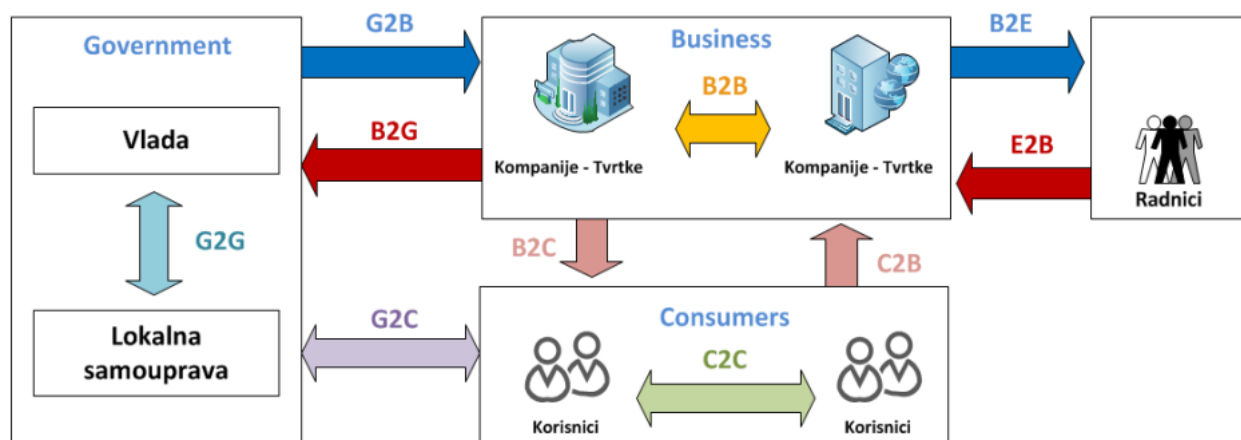 Government
G2B
Business
B2E
B2B
Vlada
B2G
Kompanije - Tvrtke
Kompanije - Tvrtke
E2B
Radnici
G2G
B2C
C2B
Lokalna
samouprava
G2C
Consumers
C2C
Korisnici
Korisnici